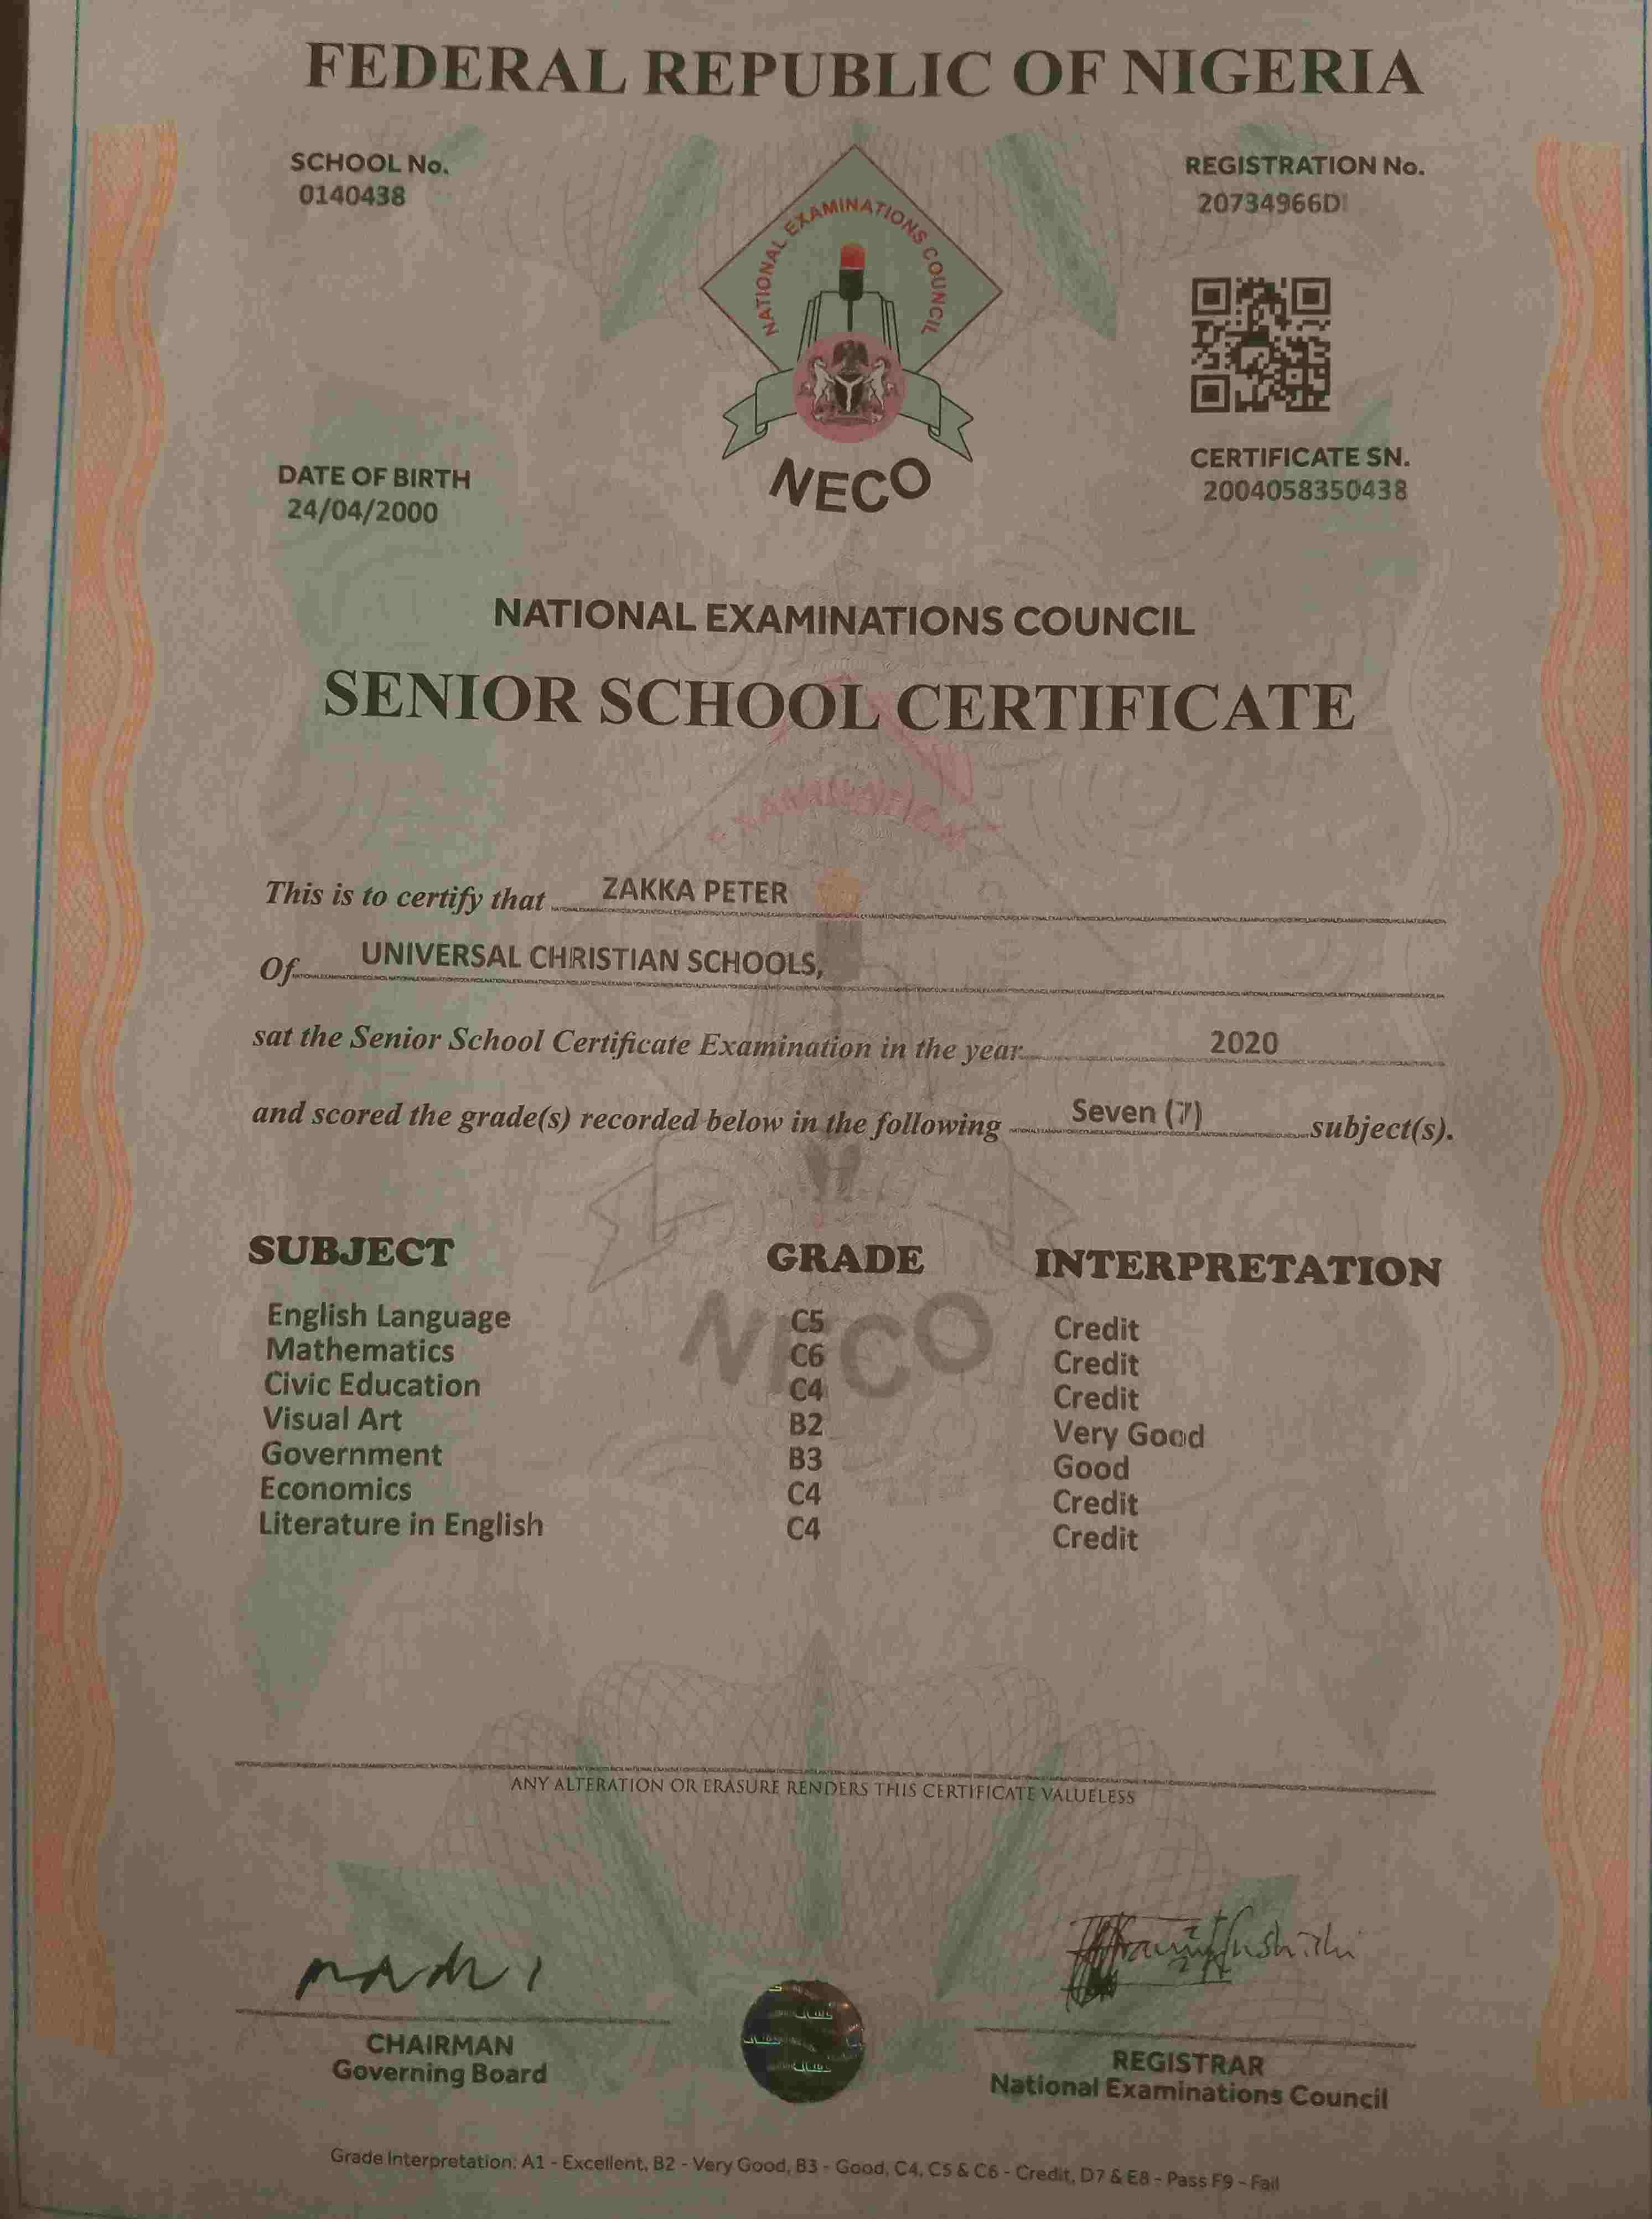 FEDERAL REPUBLIC OF NIGERIA
SCHOOL No.
0140438
REGISTRATION No.
20734966DI
NATIONAL EXAMINATIONS COUNCIL
NECO
DATE OF BIRTH
24/04/2000
CERTIFICATE SN.
2004058350438
NATIONAL EXAMINATIONS COUNCIL
SENIOR SCHOOL CERTIFICATE
This is to certify that ZAKKA PETER
Of UNIVERSAL CHRISTIAN SCHOOLS,
sat the Senior School Certificate Examination in the year 2020
and scored the grade(s) recorded below in the following Seven (7) subject(s).
SUBJECT GRADE INTERPRETATION
English Language C5 Credit
Mathematics C6 Credit
Civic Education C4 Credit
Visual Art B2 Very Good
Government B3 Good
Economics C4 Credit
Literature in English C4 Credit
NECO
ANY ALTERATION OR ERASURE RENDERS THIS CERTIFICATE VALUELESS
CHAIRMAN
Governing Board
REGISTRAR
National Examinations Council
Grade Interpretation: A1 - Excellent, B2 - Very Good, B3 - Good, C4, C5 & C6 - Credit, D7 & E8 - Pass F9 - Fail